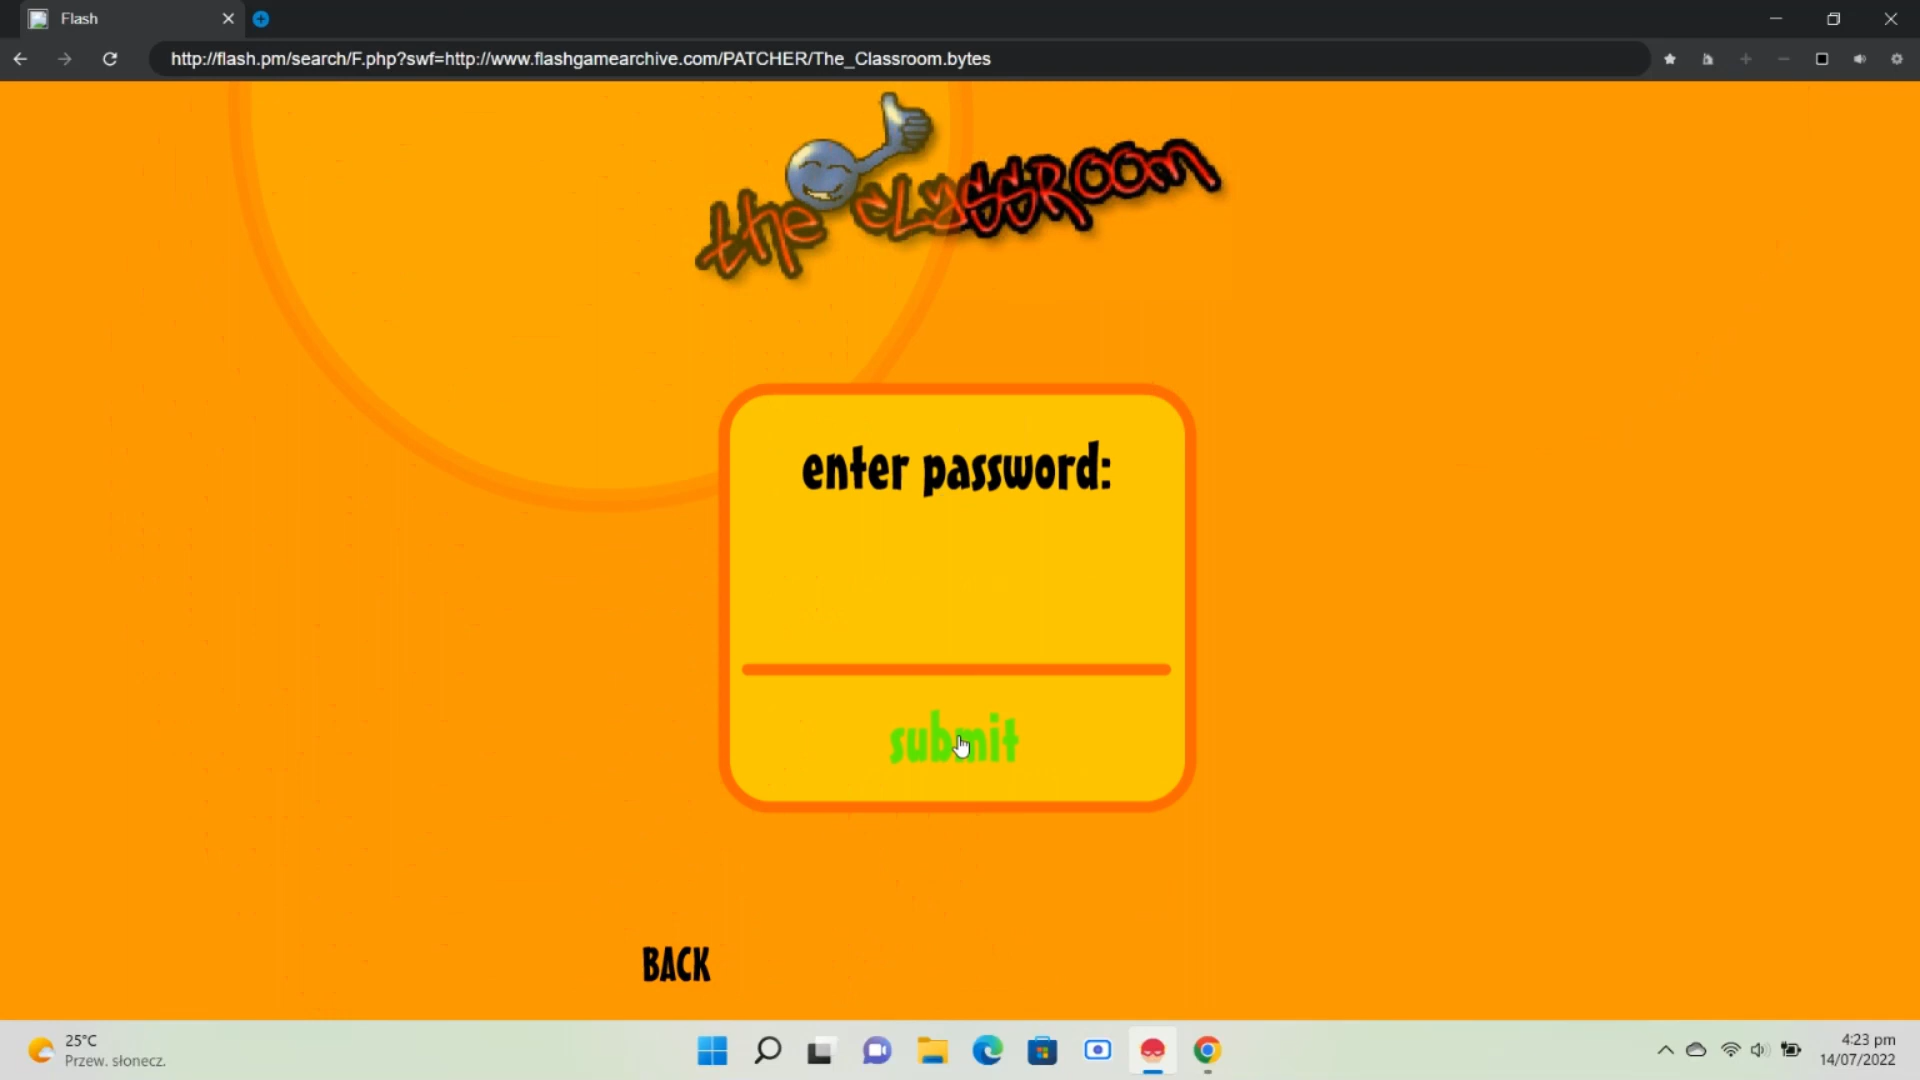 Flash
http://flash.pm/search/F.php?swf=http://www.flashgamearchive.com/PATCHER/The_Classroom.bytes
the cLaSSRoom
enter password:
submit
BACK
25°C
Przew. słonecz.
4:23 pm
14/07/2022